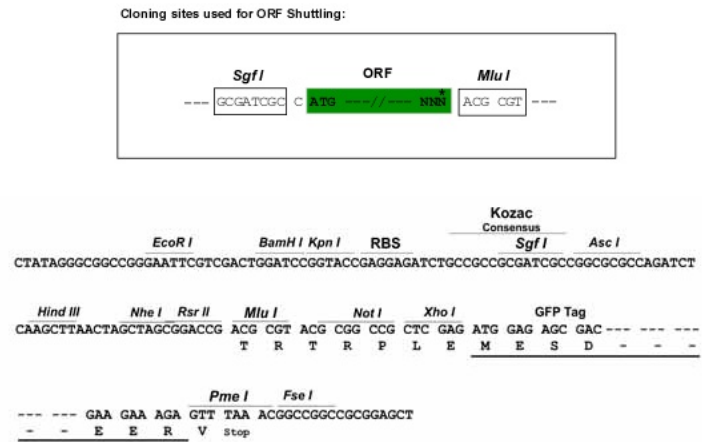 Cloning sites used for ORF Shuttling:
Sgf I ORF Mlu I
--- GCGATCGC C ATG ---//--- NNN* ACG CGT ---
Kozac
Consensus
EcoR I BamH I Kpn I RBS Sgf I Asc I
CTATAGGGCGGCCGGGAATTCGTCGACTGGATCCGGTACCGAGGAGATCTGCCGCCGCGATCGCCGGCGCGCCAGATCT
Hind III Nhe I Rsr II Mlu I Not I Xho I GFP Tag
CAAGCTTAACTAGCTAGCGGACCG ACG CGT ACG CGG CCG CTC GAG ATG GAG AGC GAC--- --- ---
T R T R P L E M E S D - - -
Pme I Fse I
--- --- GAA GAA AGA GTT TAA ACGGCCGGCCGCGGAGCT
- - E E R V Stop